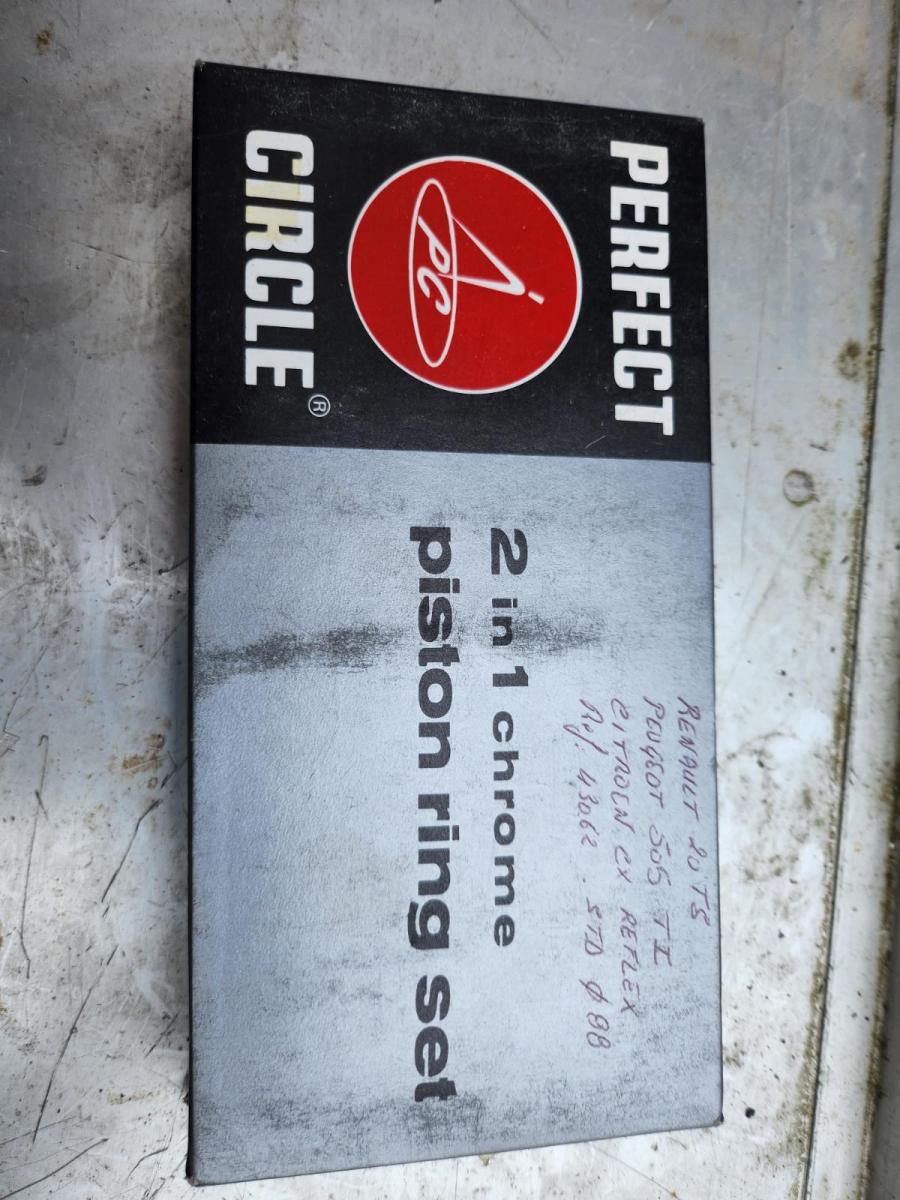 PERFECT
PC
CIRCLE ®
RENAULT 20 TS
PEUGEOT 505 TI
CITROEN CX REFLEX
Ref. 43062 . STD Ø 88
2 in 1 chrome
piston ring set